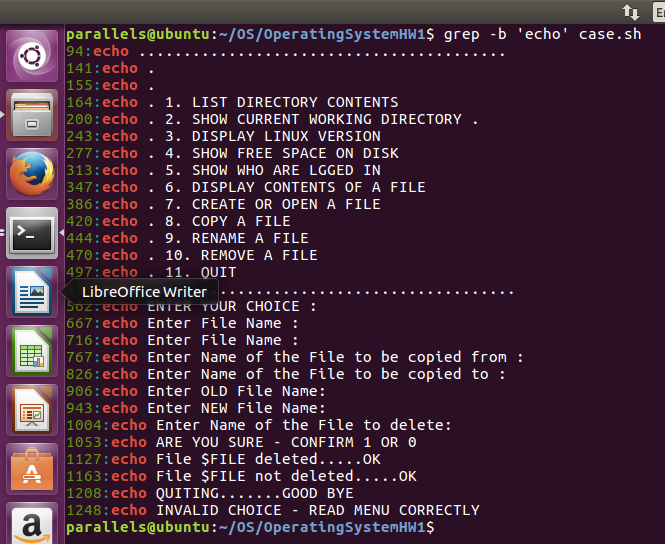 parallels@ubuntu:~/OS/OperatingSystemHW1$ grep -b 'echo' case.sh
94:echo .........................................
141:echo .
155:echo .
164:echo . 1. LIST DIRECTORY CONTENTS
200:echo . 2. SHOW CURRENT WORKING DIRECTORY .
243:echo . 3. DISPLAY LINUX VERSION
277:echo . 4. SHOW FREE SPACE ON DISK
313:echo . 5. SHOW WHO ARE LGGED IN
347:echo . 6. DISPLAY CONTENTS OF A FILE
386:echo . 7. CREATE OR OPEN A FILE
420:echo . 8. COPY A FILE
444:echo . 9. RENAME A FILE
470:echo . 10. REMOVE A FILE
497:echo . 11. QUIT
LibreOffice Writer .................................
562:echo ENTER YOUR CHOICE :
667:echo Enter File Name :
716:echo Enter File Name :
767:echo Enter Name of the File to be copied from :
826:echo Enter Name of the File to be copied to :
906:echo Enter OLD File Name:
943:echo Enter NEW File Name:
1004:echo Enter Name of the File to delete:
1053:echo ARE YOU SURE - CONFIRM 1 OR 0
1127:echo File $FILE deleted.....OK
1163:echo File $FILE not deleted.....OK
1208:echo QUITING.......GOOD BYE
1248:echo INVALID CHOICE - READ MENU CORRECTLY
parallels@ubuntu:~/OS/OperatingSystemHW1$